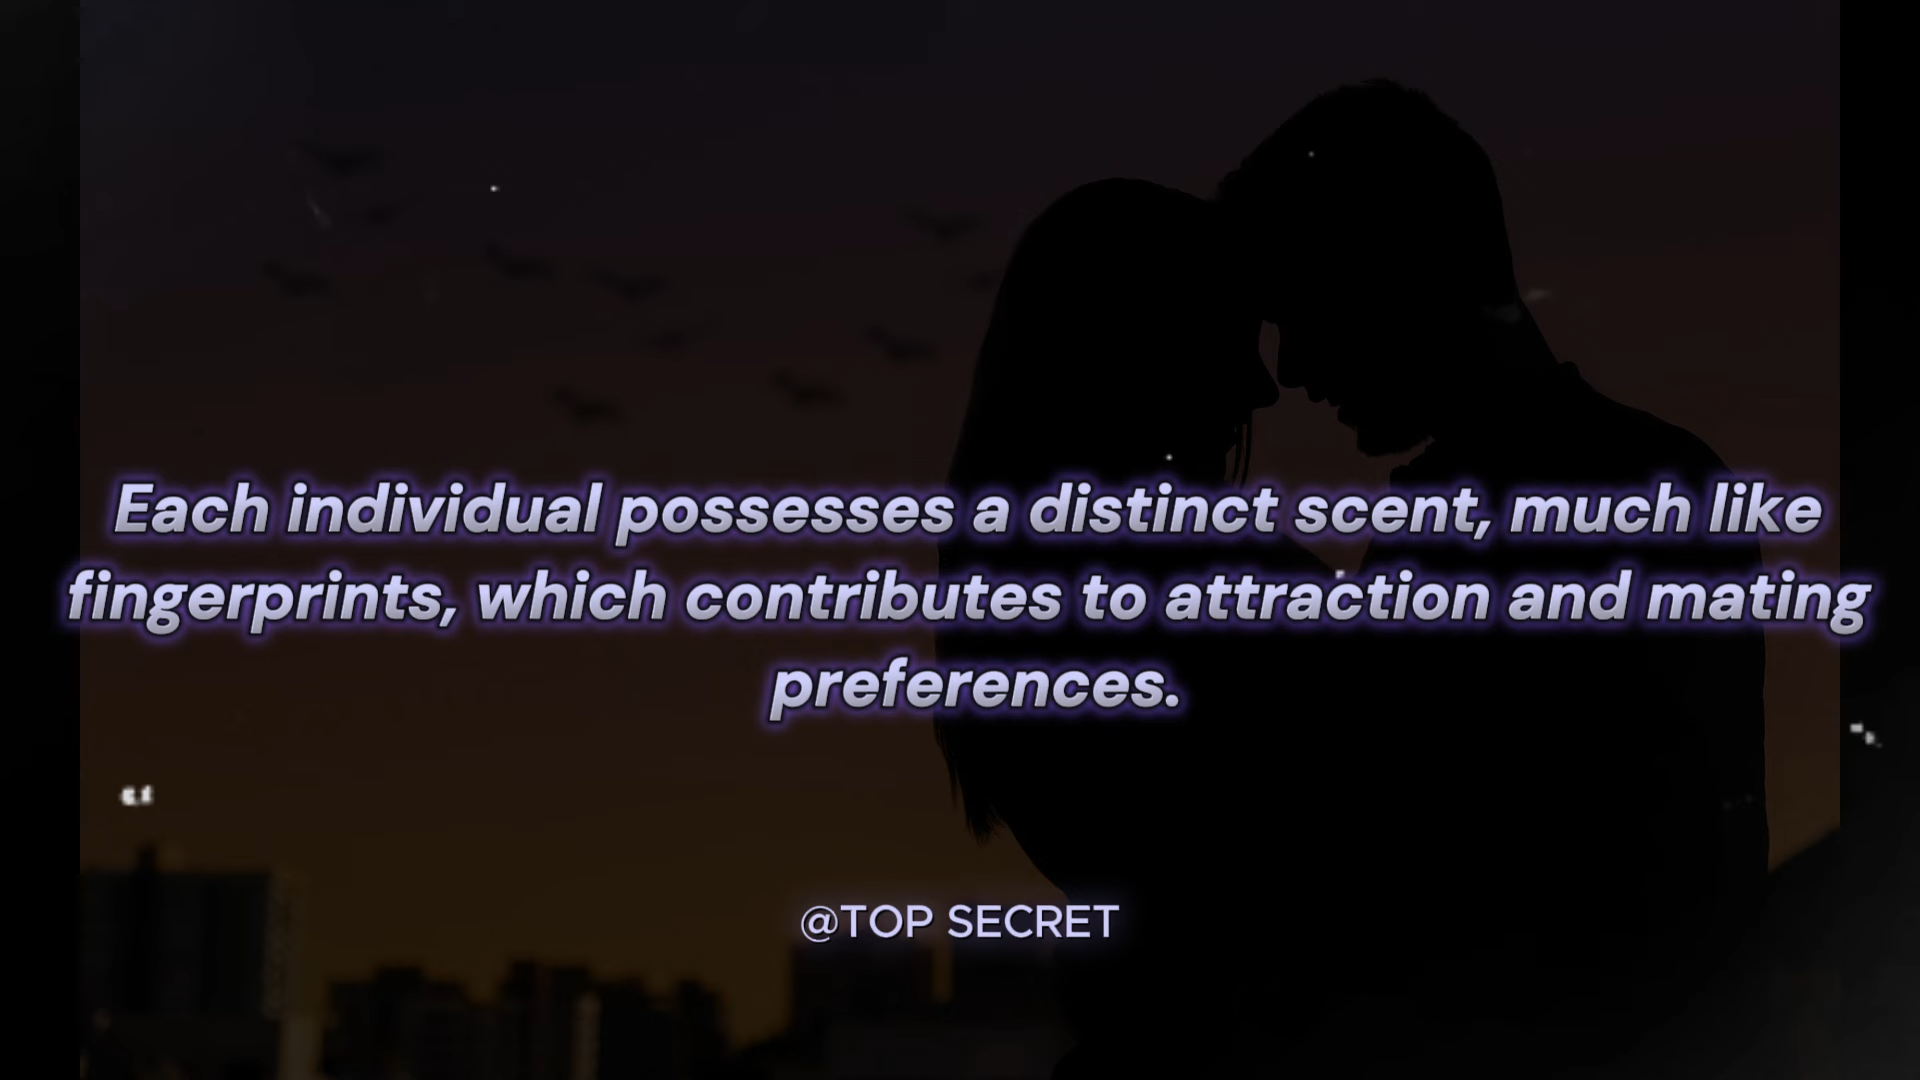 Each individual possesses a distinct scent, much like
fingerprints, which contributes to attraction and mating
preferences.
@TOP SECRET